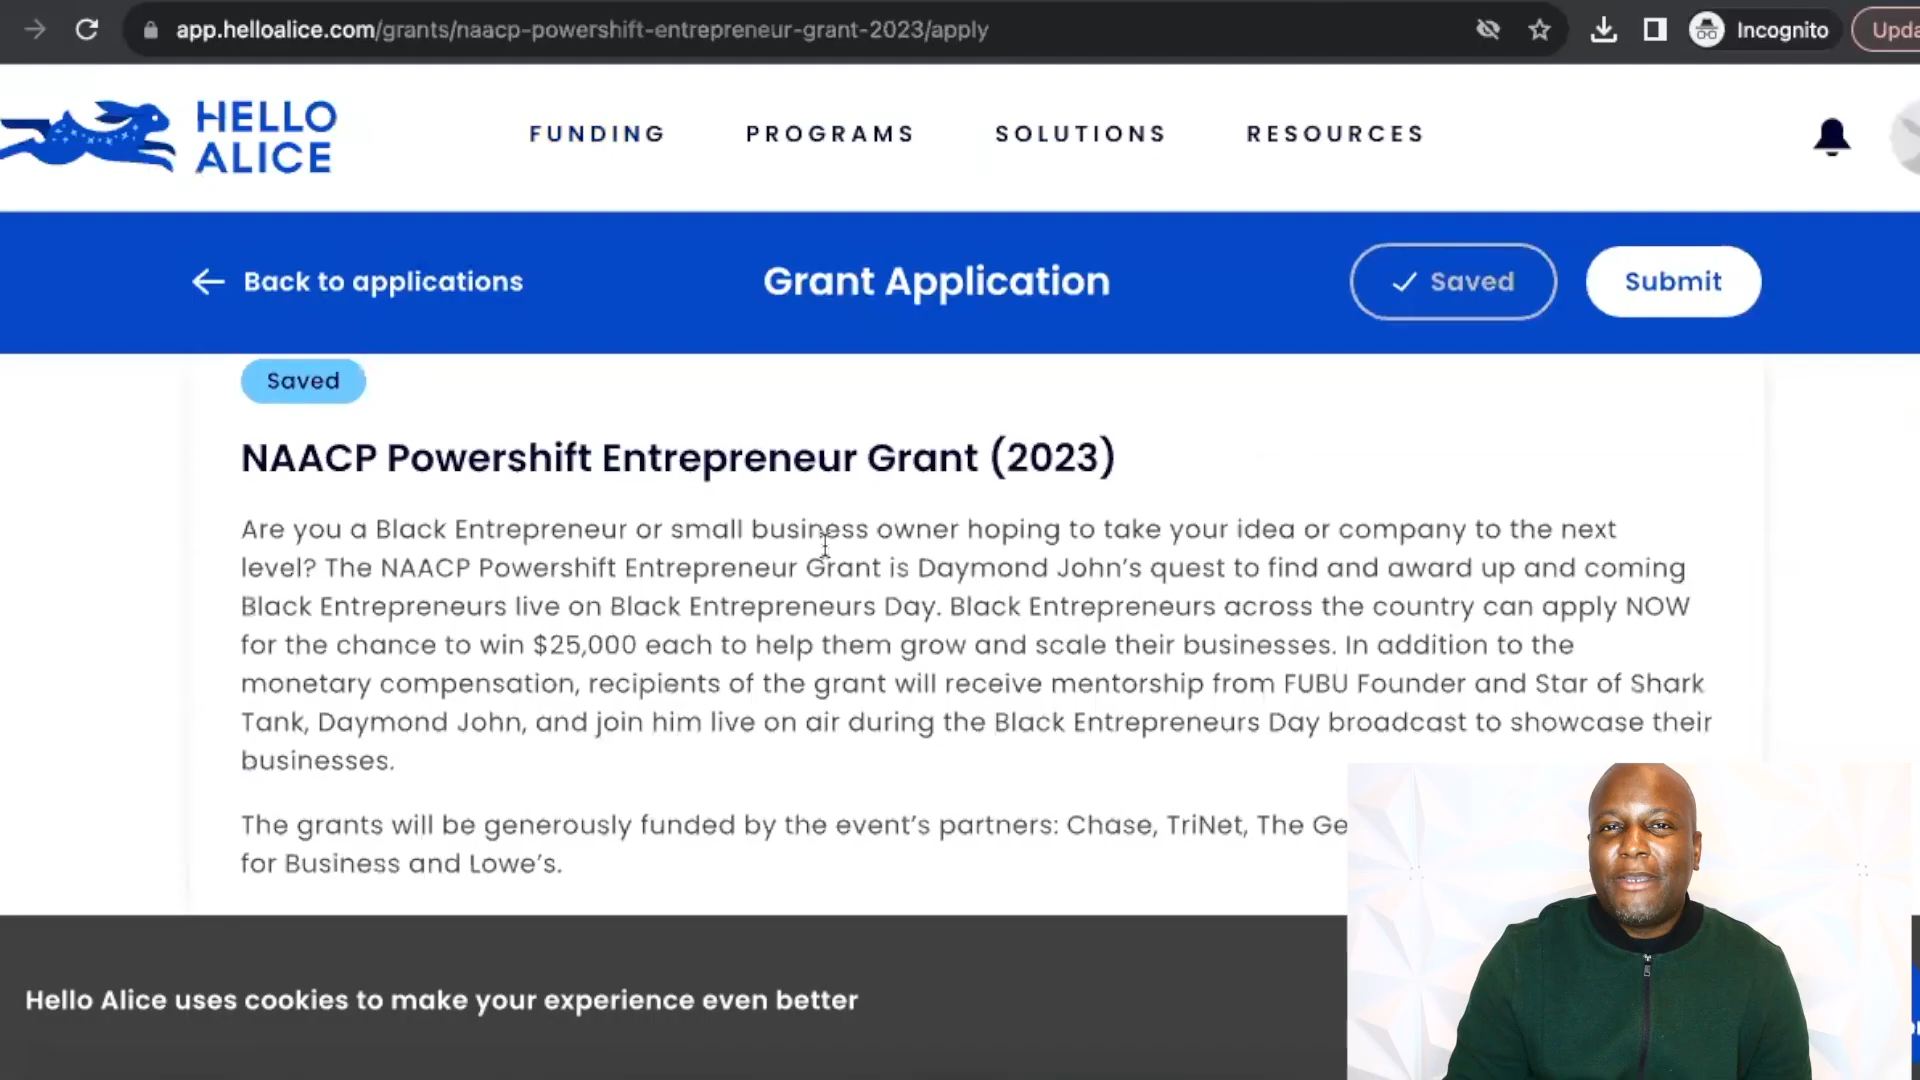 app.helloalice.com/grants/naacp-powershift-entrepreneur-grant-2023/apply
Incognito
HELLO
ALICE
FUNDING
PROGRAMS
SOLUTIONS
RESOURCES
Back to applications
Grant Application
Saved
Submit
Saved
NAACP Powershift Entrepreneur Grant (2023)
Are you a Black Entrepreneur or small business owner hoping to take your idea or company to the next
level? The NAACP Powershift Entrepreneur Grant is Daymond John's quest to find and award up and coming
Black Entrepreneurs live on Black Entrepreneurs Day. Black Entrepreneurs across the country can apply NOW
for the chance to win $25,000 each to help them grow and scale their businesses. In addition to the
monetary compensation, recipients of the grant will receive mentorship from FUBU Founder and Star of Shark
Tank, Daymond John, and join him live on air during the Black Entrepreneurs Day broadcast to showcase their
businesses.
The grants will be generously funded by the event's partners: Chase, TriNet, The
for Business and Lowe's.
Hello Alice uses cookies to make your experience even better